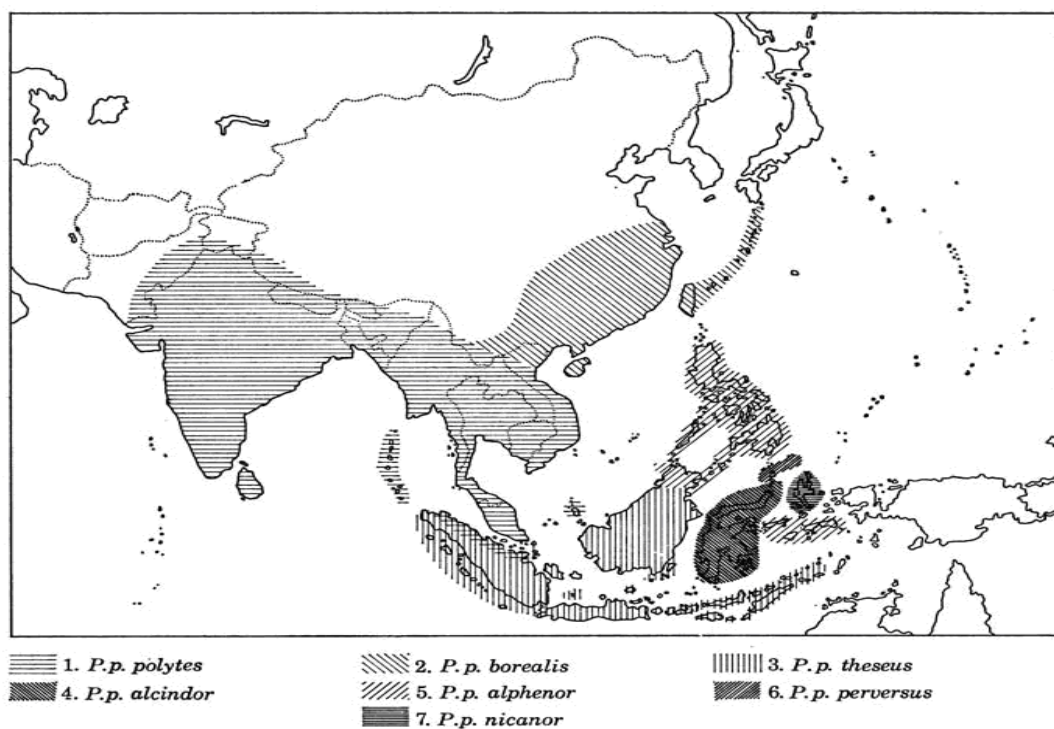 1. P.p. polytes 2. P.p. borealis 3. P.p. theseus
4. P.p. alcindor 5. P.p. alphenor 6. P.p. perversus
7. P.p. nicanor